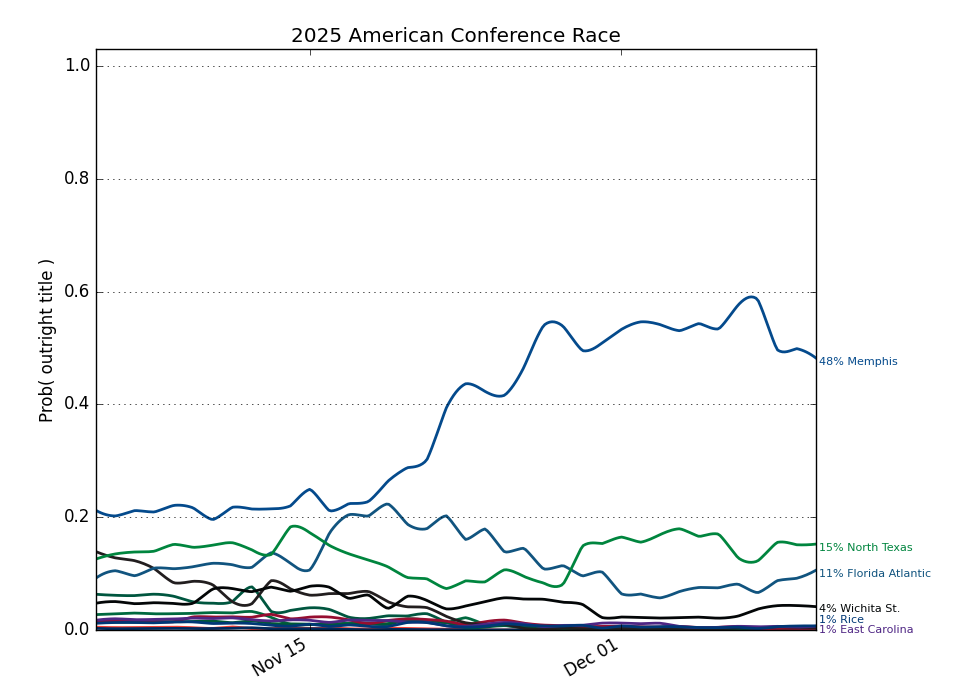 2025 American Conference Race
Prob( outright title )
1.0
0.8
0.6
0.4
0.2
0.0
Nov 15
Dec 01
48% Memphis
15% North Texas
11% Florida Atlantic
4% Wichita St.
1% Rice
1% East Carolina